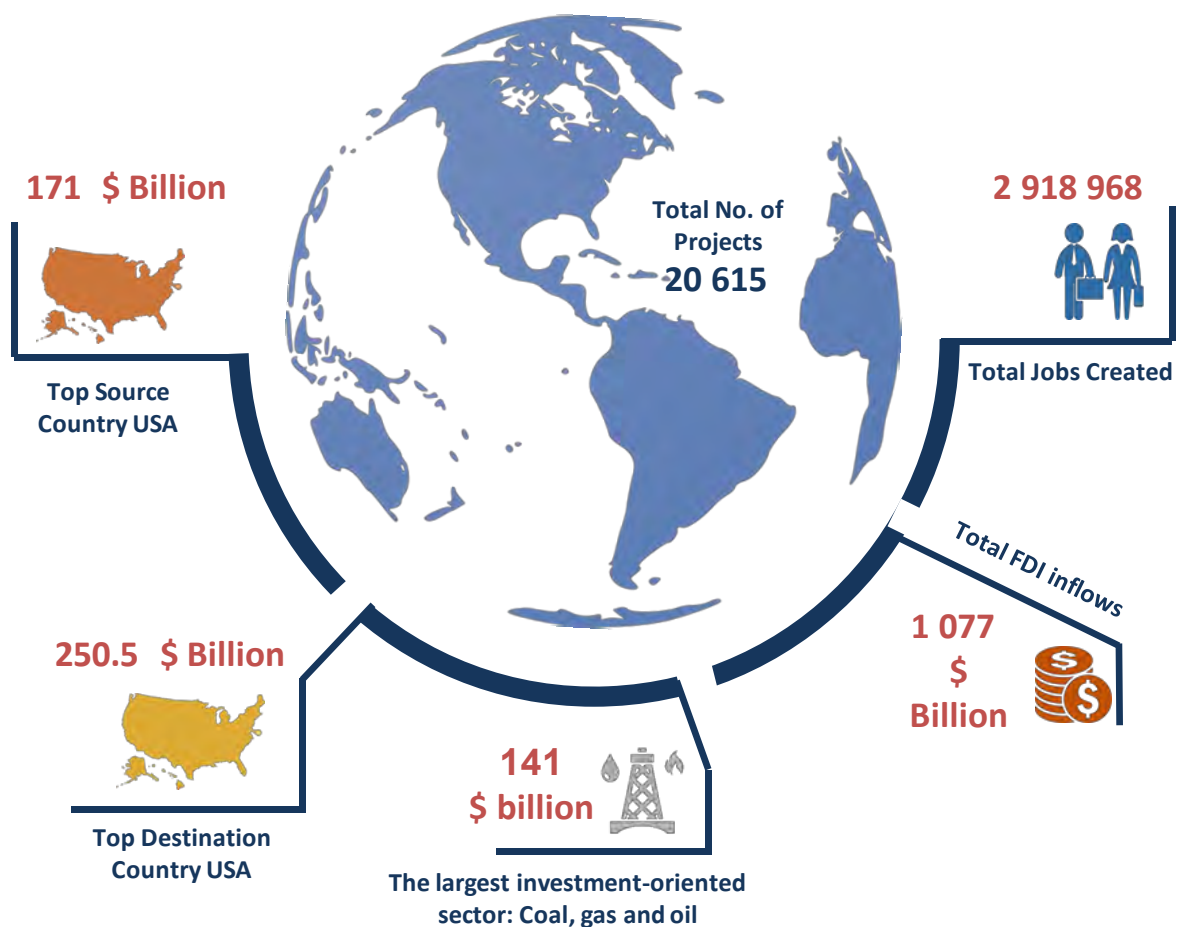 171 $ Billion
Top Source
Country USA
Total No. of
Projects
20 615
2 918 968
Total Jobs Created
Total FDI inflows
1 077
$
Billion
250.5 $ Billion
Top Destination
Country USA
141
$ billion
The largest investment-oriented
sector: Coal, gas and oil
$
$